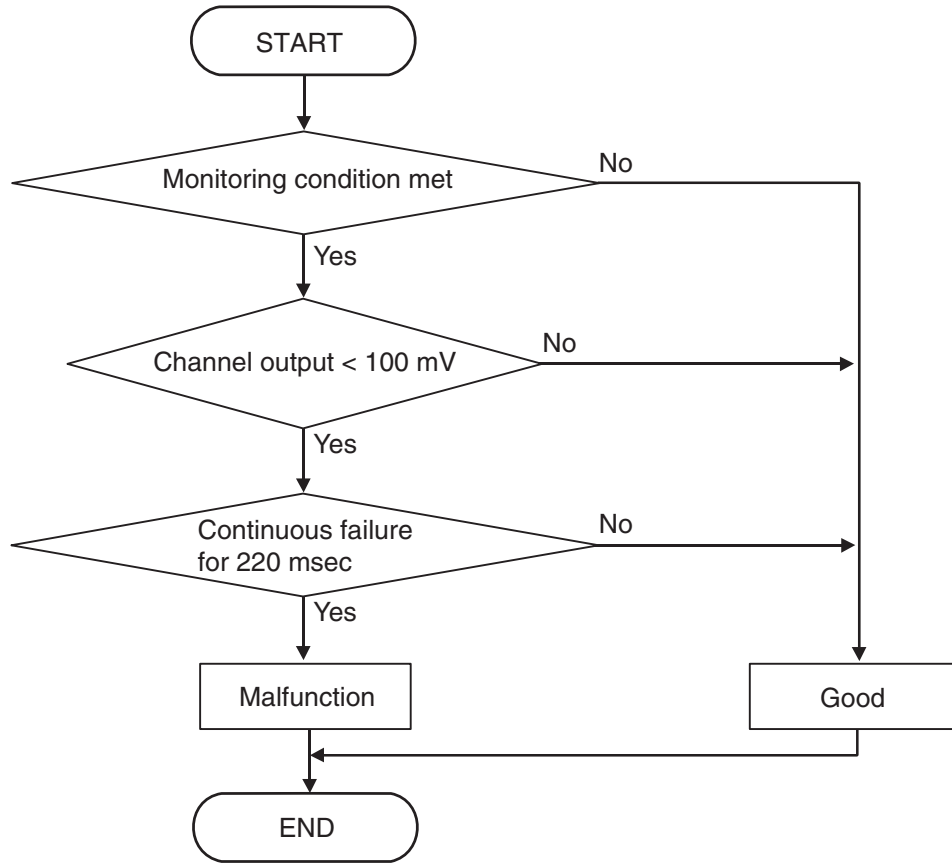 START
Monitoring condition met
No
Yes
Channel output < 100 mV
No
Yes
Continuous failure
for 220 msec
No
Yes
Malfunction
Good
END